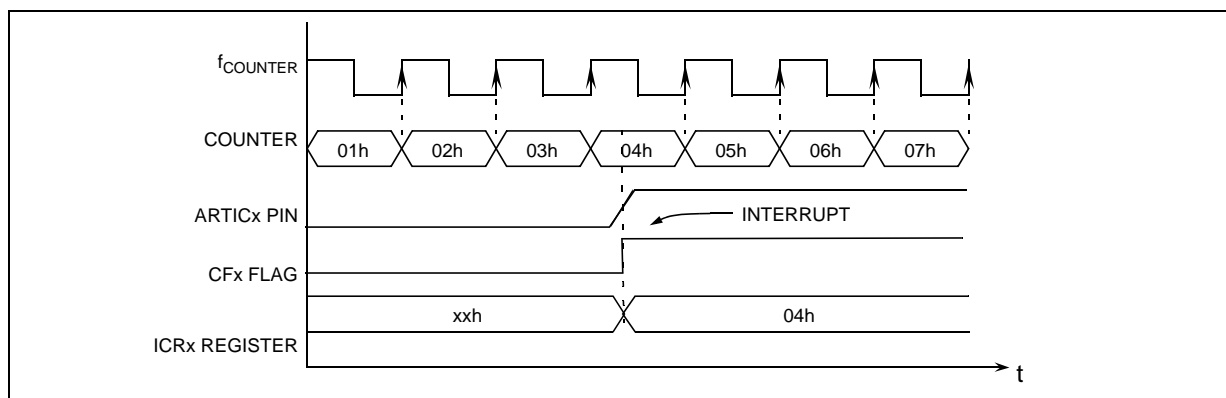 fCOUNTER
COUNTER
01h 02h 03h 04h 05h 06h 07h
ARTICx PIN
INTERRUPT
CFx FLAG
xxh 04h
ICRx REGISTER
t